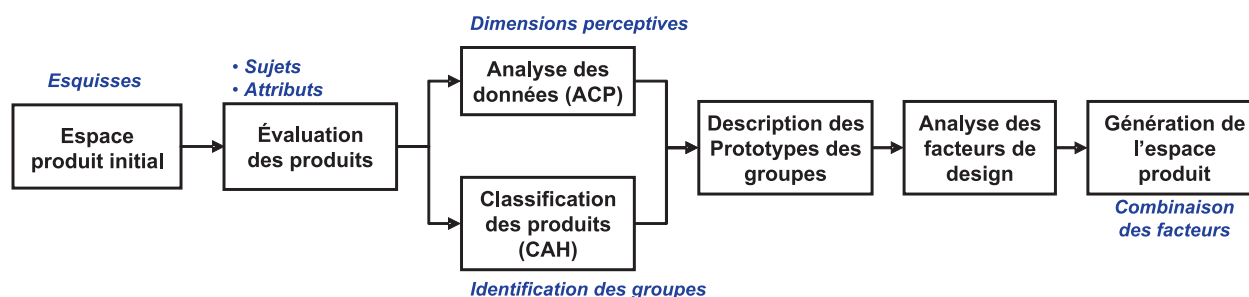 Esquisses
Espace
produit initial
• Sujets
• Attributs
Évaluation
des produits
Dimensions perceptives
Analyse des
données (ACP)
Classification
des produits
(CAH)
Identification des groupes
Description des
Prototypes des
groupes
Analyse des
facteurs de
design
Génération de
l’espace
produit
Combinaison
des facteurs